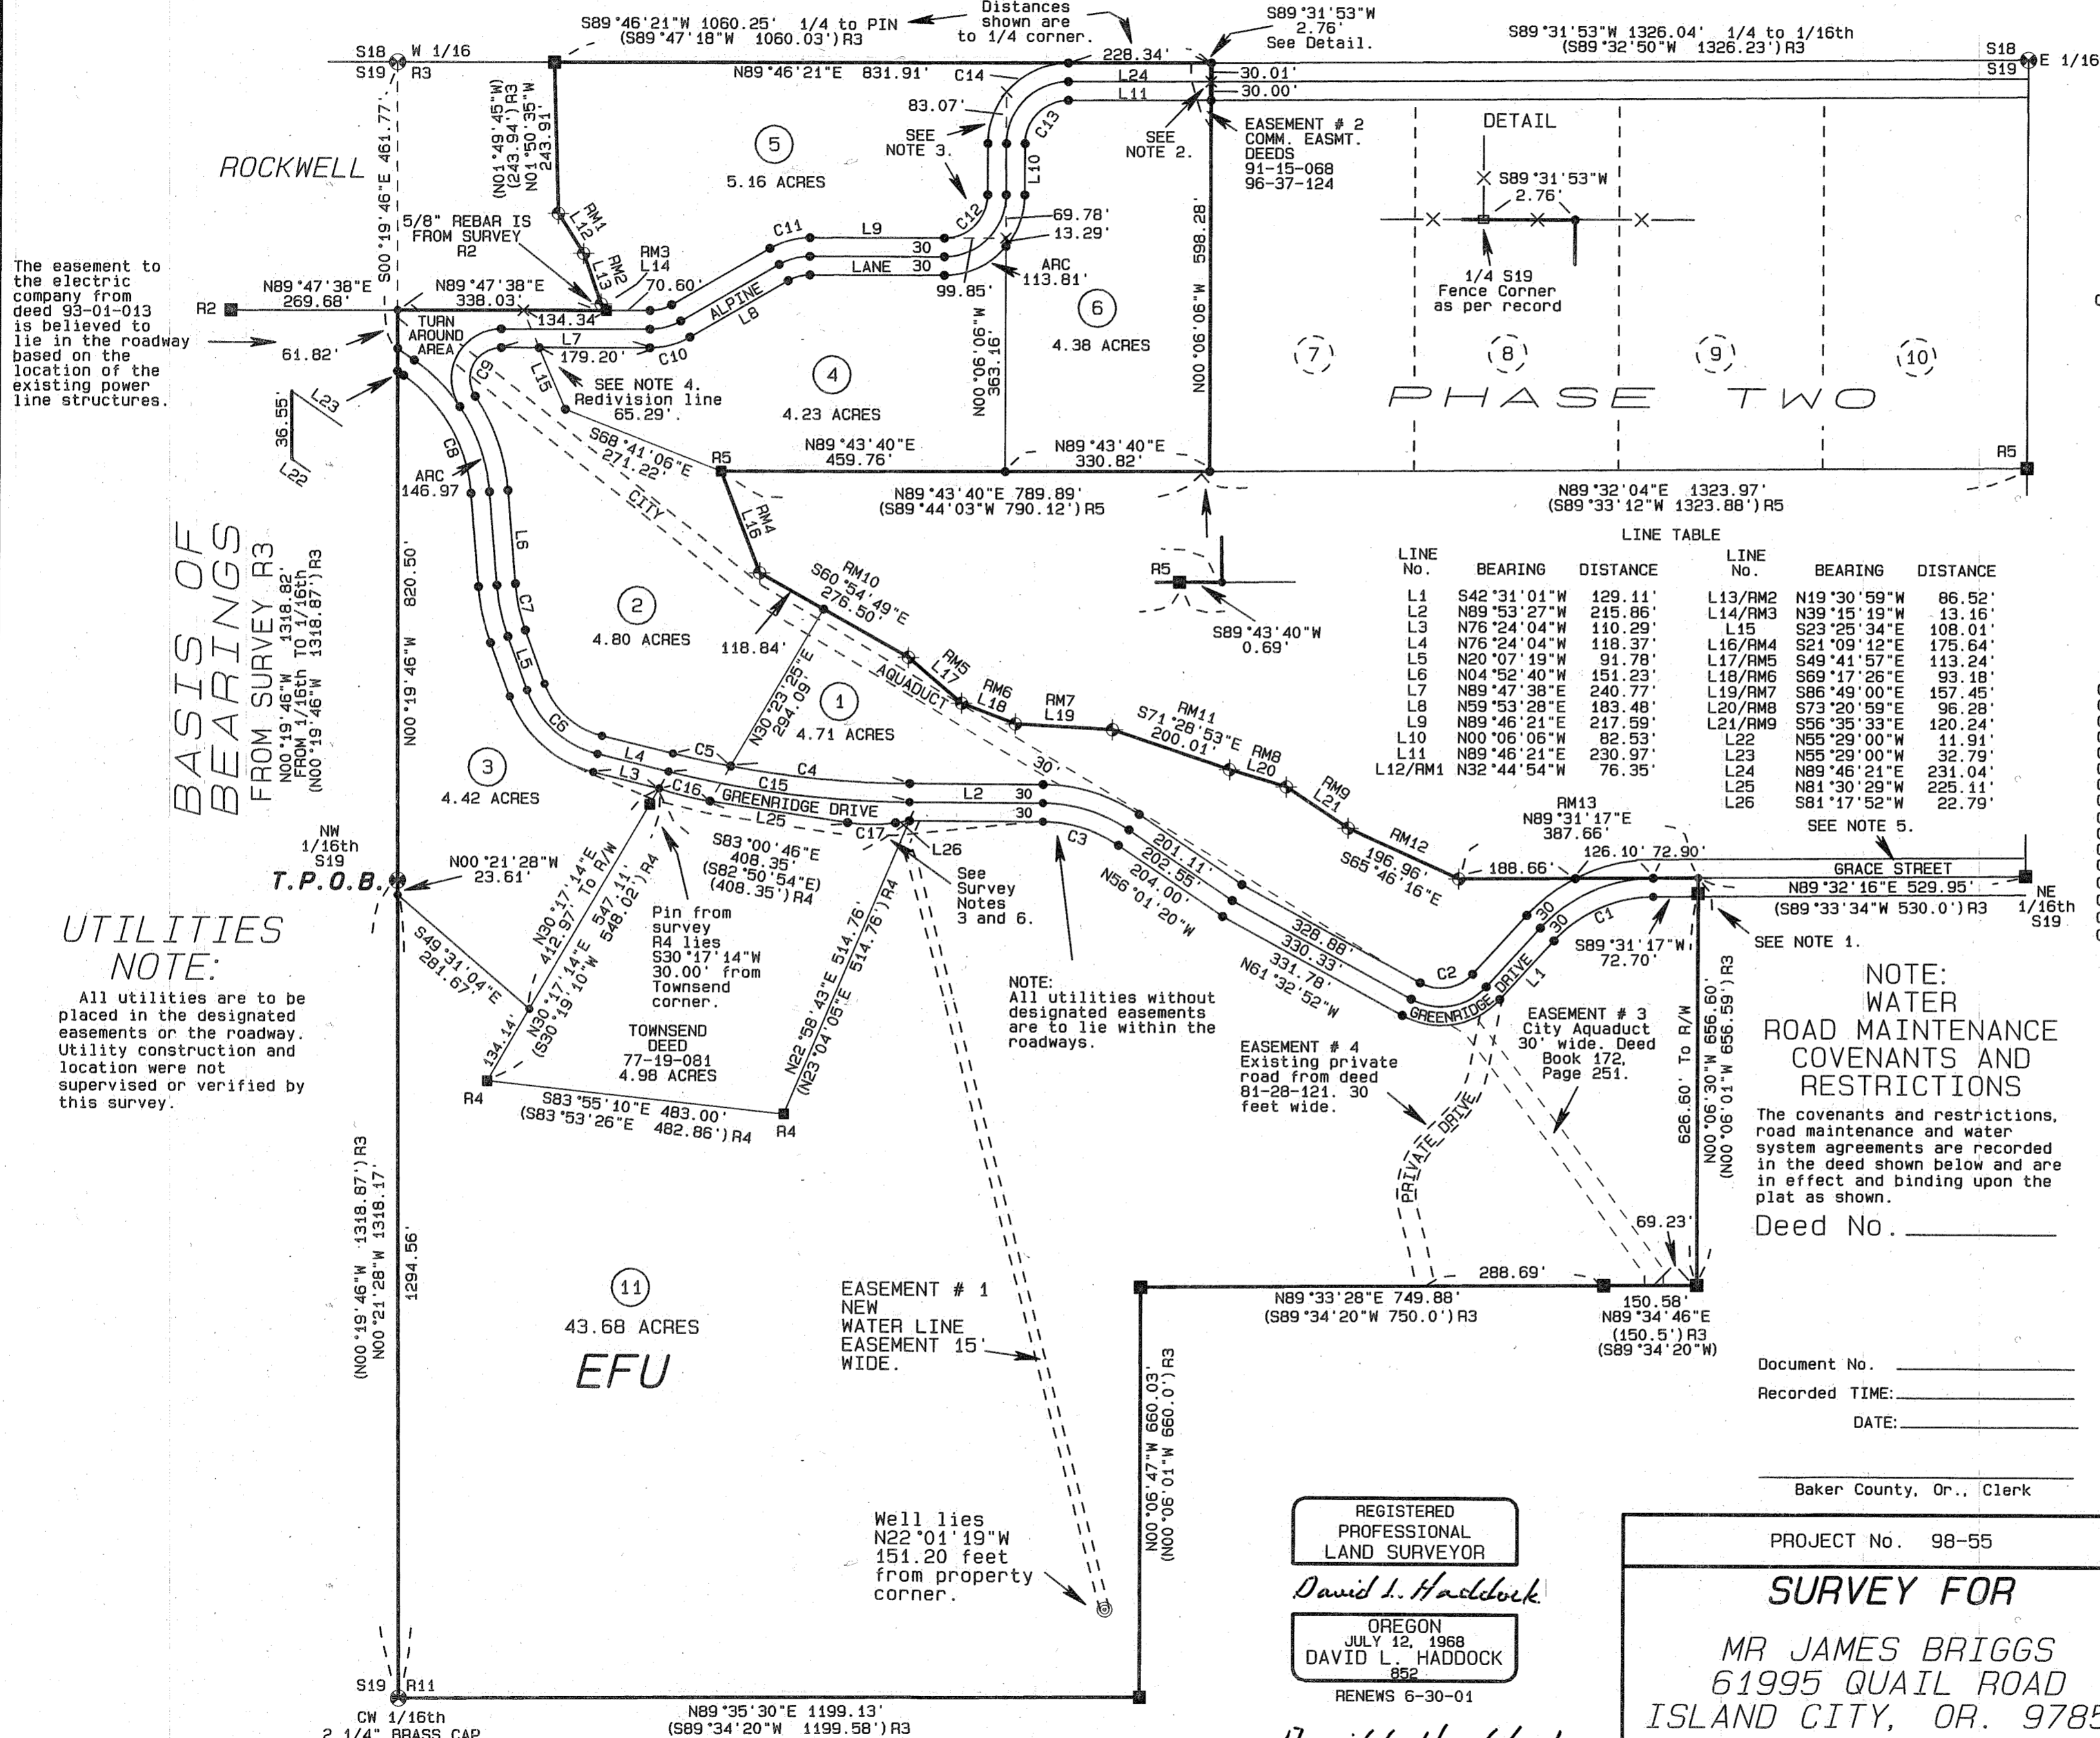 S89°46'21"W 1060.25' 1/4 to PIN
(S89°47'18"W 1060.03')R3
Distances
shown are
to 1/4 corner.
S89°31'53"W
2.76'
See Detail.
S89°31'53"W 1326.04' 1/4 to 1/16th
(S89°32'50"W 1326.23')R3
S18
W 1/16
S19
R3
N89°46'21"E 831.91'
C14
228.34'
L24
L11
30.01'
30.00'
S18
S19
E 1/16
ROCKWELL
S00°19'46"E 461.77'
(N01°49'45"W)
(243.94')R3
N01°50'35"W
243.91'
5
5.16 ACRES
83.07'
SEE
NOTE 3.
C13
L10
SEE
NOTE 2.
EASEMENT # 2
COMM. EASMT.
DEEDS
91-15-068
96-37-124
DETAIL
S89°31'53"W
2.76'
1/4 S19
Fence Corner
as per record
5/8" REBAR IS
FROM SURVEY
R2
RM1
L12
RM2
L13
RM3
L14
70.60'
C11
L9
C12
30
LANE 30
ALPINE
L8
69.78'
13.29'
ARC
113.81'
99.85'
6
4.38 ACRES
N00°06'06"W 598.28'
The easement to
the electric
company from
deed 93-01-013
is believed to
lie in the roadway
based on the
location of the
existing power
line structures.
N89°47'38"E
269.68'
R2
N89°47'38"E
338.03'
134.34'
TURN
AROUND
AREA
61.82'
L7
179.20'
C10
C9
L15
SEE NOTE 4.
Redivision line
65.29'.
4
4.23 ACRES
N00°06'06"W
363.16'
7
8
9
10
PHASE TWO
36.55'
L23
L22
S68°41'06"E
271.22'
CITY
C8
ARC
146.97
R5
N89°43'40"E
459.76'
N89°43'40"E
330.82'
N89°43'40"E 789.89'
(S89°44'03"W 790.12')R5
R5
N89°32'04"E 1323.97'
(S89°33'12"W 1323.88')R5
BASIS OF
BEARINGS
FROM SURVEY R3
N00°19'46"W 1318.82'
FROM 1/16th TO 1/16th
(N00°19'46"W 1318.87')R3
820.50'
N00°19'46"W
L6
C7
L5
2
4.80 ACRES
RM4
L16
RM10
S60°54'49"E
276.50'
118.84'
R5
S89°43'40"W
0.69'
LINE TABLE
LINE No. BEARING DISTANCE LINE No. BEARING DISTANCE
L1 S42°31'01"W 129.11' L13/RM2 N19°30'59"W 86.52'
L2 N89°53'27"W 215.86' L14/RM3 N39°15'19"W 13.16'
L3 N76°24'04"W 110.29' L15 S23°25'34"E 108.01'
L4 N76°24'04"W 118.37' L16/RM4 S21°09'12"E 175.64'
L5 N20°07'19"W 91.78' L17/RM5 S49°41'57"E 113.24'
L6 N04°52'40"W 151.23' L18/RM6 S69°17'26"E 93.18'
L7 N89°47'38"E 240.77' L19/RM7 S86°49'00"E 157.45'
L8 N59°53'28"E 183.48' L20/RM8 S73°20'59"E 96.28'
L9 N89°46'21"E 217.59' L21/RM9 S56°35'33"E 120.24'
L10 N00°06'06"W 82.53' L22 N55°29'00"W 11.91'
L11 N89°46'21"E 230.97' L23 N55°29'00"W 32.79'
L12/RM1 N32°44'54"W 76.35' L24 N89°46'21"E 231.04'
L25 N81°30'29"W 225.11'
L26 S81°17'52"W 22.79'
N30°23'25"E
294.09'
AQUADUCT
RM5
L17
RM6
L18
RM7
L19
RM11
S71°28'53"E
200.01'
RM8
L20
RM9
L21
RM12
196.96'
S65°46'16"E
1
4.71 ACRES
C6
L4
C5
C4
L3
C15
C16
GREENRIDGE DRIVE
L2
30
30
30'
C3
L25
C17
L26
3
4.42 ACRES
NW
1/16th
S19
T.P.O.B.
N00°21'28"W
23.61'
S49°31'04"E
281.67'
N30°17'14"E
412.97' To R/W
547.11'
N30°17'14"E
548.02')R4
(S30°19'10"W
134.14'
S83°00'46"E
408.35'
(S82°50'54"E)
(408.35')R4
Pin from
survey
R4 lies
S30°17'14"W
30.00' from
Townsend
corner.
See
Survey
Notes
3 and 6.
N22°58'43"E 514.76'
(N23°04'05"E 514.76')R4
TOWNSEND
DEED
77-19-081
4.98 ACRES
R4
S83°55'10"E 483.00'
(S83°53'26"E 482.86')R4
R4
NOTE:
All utilities without
designated easements
are to lie within the
roadways.
201.11'
202.55'
204.00'
N56°01'20"W
328.88'
330.33'
331.78'
N61°32'52"W
RM13
N89°31'17"E
387.66'
188.66'
126.10'
72.90'
SEE NOTE 5.
GRACE STREET
N89°32'16"E 529.95'
(S89°33'34"W 530.0')R3
NE
1/16th
S19
C1
30
30
C2
GREENRIDGE DRIVE
L1
S89°31'17"W
72.70'
SEE NOTE 1.
UTILITIES
NOTE:
All utilities are to be
placed in the designated
easements or the roadway.
Utility construction and
location were not
supervised or verified by
this survey.
EASEMENT # 4
Existing private
road from deed
81-28-121. 30
feet wide.
PRIVATE DRIVE
EASEMENT # 3
City Aquaduct
30' wide. Deed
Book 172,
Page 251.
626.60' To R/W
N00°06'30"W 656.60'
(N00°06'01"W 656.59')R3
NOTE:
WATER
ROAD MAINTENANCE
COVENANTS AND
RESTRICTIONS
The covenants and restrictions,
road maintenance and water
system agreements are recorded
in the deed shown below and are
in effect and binding upon the
plat as shown.
Deed No.
69.23'
288.69'
N89°33'28"E 749.88'
(S89°34'20"W 750.0')R3
150.58'
N89°34'46"E
(150.5')R3
(S89°34'20"W)
(N00°19'46"W 1318.87')R3
N00°21'28"W 1318.17'
1294.56'
11
43.68 ACRES
EFU
EASEMENT # 1
NEW
WATER LINE
EASEMENT 15'
WIDE.
N00°06'47"W 660.03'
(N00°06'01"W 660.0')R3
Well lies
N22°01'19"W
151.20 feet
from property
corner.
Document No.
Recorded TIME:
DATE:
Baker County, Or., Clerk
REGISTERED
PROFESSIONAL
LAND SURVEYOR
David L. Haddock
OREGON
JULY 12, 1968
DAVID L. HADDOCK
852
RENEWS 6-30-01
PROJECT No. 98-55
SURVEY FOR
MR JAMES BRIGGS
61995 QUAIL ROAD
ISLAND CITY, OR. 9785
S19
R11
CW 1/16th
2 1/4" BRASS CAP
N89°35'30"E 1199.13'
(S89°34'20"W 1199.58')R3